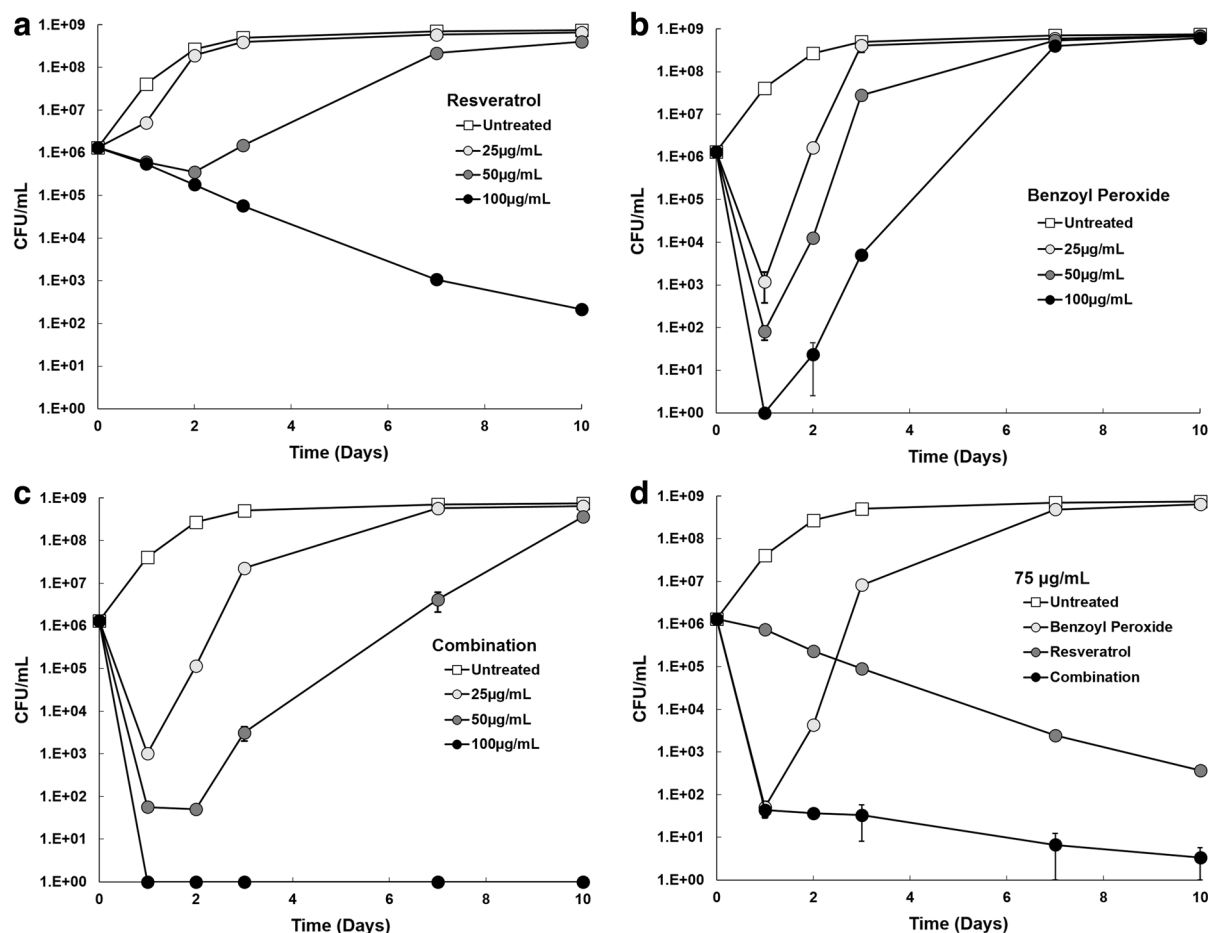 a
1.E+09
1.E+08
1.E+07
1.E+06
1.E+05
1.E+04
1.E+03
1.E+02
1.E+01
1.E+00
CFU/mL
Resveratrol
Untreated
25µg/mL
50µg/mL
100µg/mL
0 2 4 6 8 10
Time (Days)
b
1.E+09
1.E+08
1.E+07
1.E+06
1.E+05
1.E+04
1.E+03
1.E+02
1.E+01
1.E+00
CFU/mL
Benzoyl Peroxide
Untreated
25µg/mL
50µg/mL
100µg/mL
0 2 4 6 8 10
Time (Days)
c
1.E+09
1.E+08
1.E+07
1.E+06
1.E+05
1.E+04
1.E+03
1.E+02
1.E+01
1.E+00
CFU/mL
Combination
Untreated
25µg/mL
50µg/mL
100µg/mL
0 2 4 6 8 10
Time (Days)
d
1.E+09
1.E+08
1.E+07
1.E+06
1.E+05
1.E+04
1.E+03
1.E+02
1.E+01
1.E+00
CFU/mL
75 µg/mL
Untreated
Benzoyl Peroxide
Resveratrol
Combination
0 2 4 6 8 10
Time (Days)